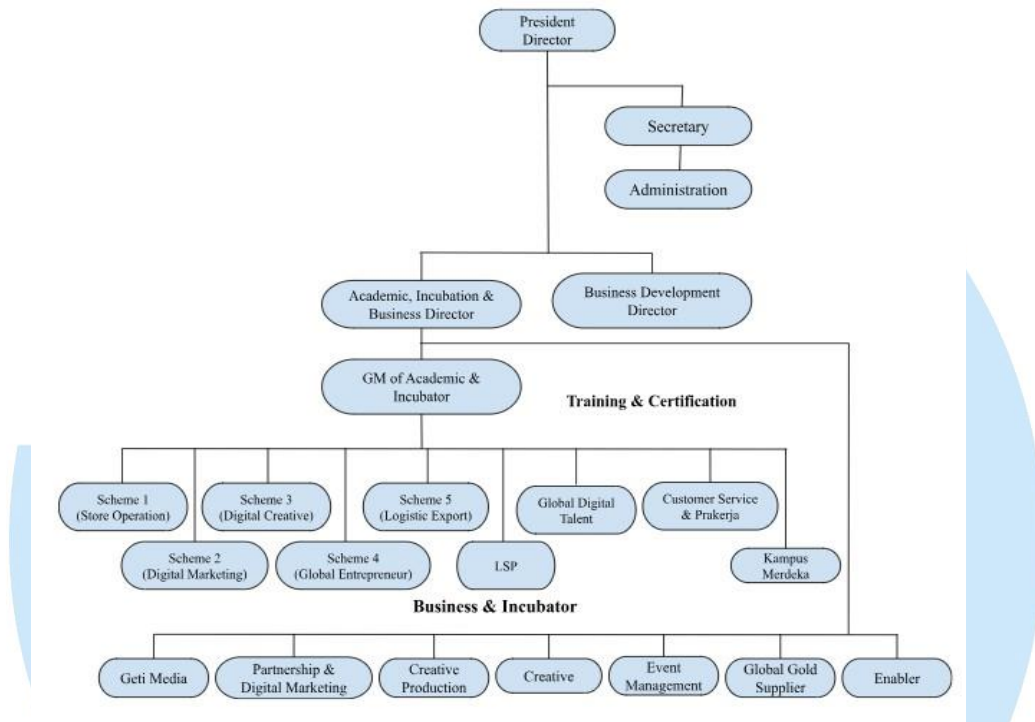 President
Director
Secretary
Administration
Academic, Incubation &
Business Director
Business Development
Director
GM of Academic &
Incubator
Training & Certification
Scheme 1
(Store Operation)
Scheme 3
(Digital Creative)
Scheme 5
(Logistic Export)
Global Digital
Talent
Customer Service
& Prakerja
Scheme 2
(Digital Marketing)
Scheme 4
(Global Entrepreneur)
LSP
Kampus
Merdeka
Business & Incubator
Geti Media
Partnership &
Digital Marketing
Creative
Production
Creative
Event
Management
Global Gold
Supplier
Enabler